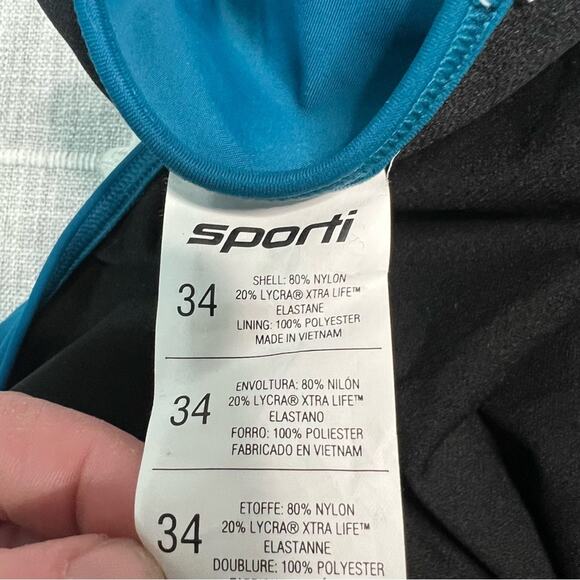 sporti
34
SHELL: 80% NYLON
20% LYCRA® XTRA LIFE™
ELASTANE
LINING: 100% POLYESTER
MADE IN VIETNAM
34
ENVOLTURA: 80% NILÓN
20% LYCRA® XTRA LIFE™
ELASTANO
FORRO: 100% POLIESTER
FABRICADO EN VIETNAM
34
ETOFFE: 80% NYLON
20% LYCRA® XTRA LIFE™
ELASTANNE
DOUBLURE: 100% POLYESTER